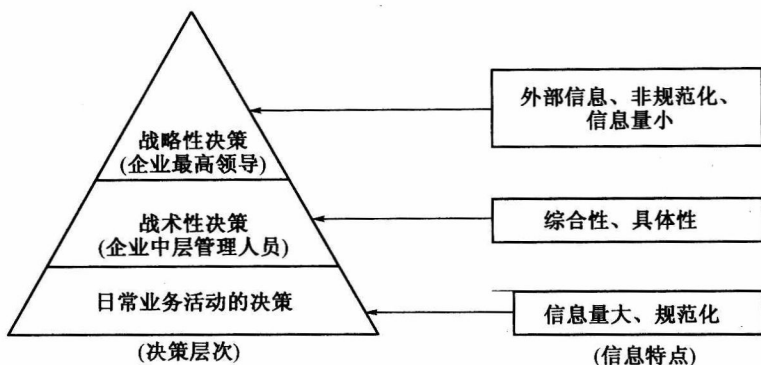 外部信息、非规范化、
信息量小
战略性决策
(企业最高领导)
战术性决策
(企业中层管理人员)
综合性、具体性
日常业务活动的决策
信息量大、规范化
(决策层次)
(信息特点)